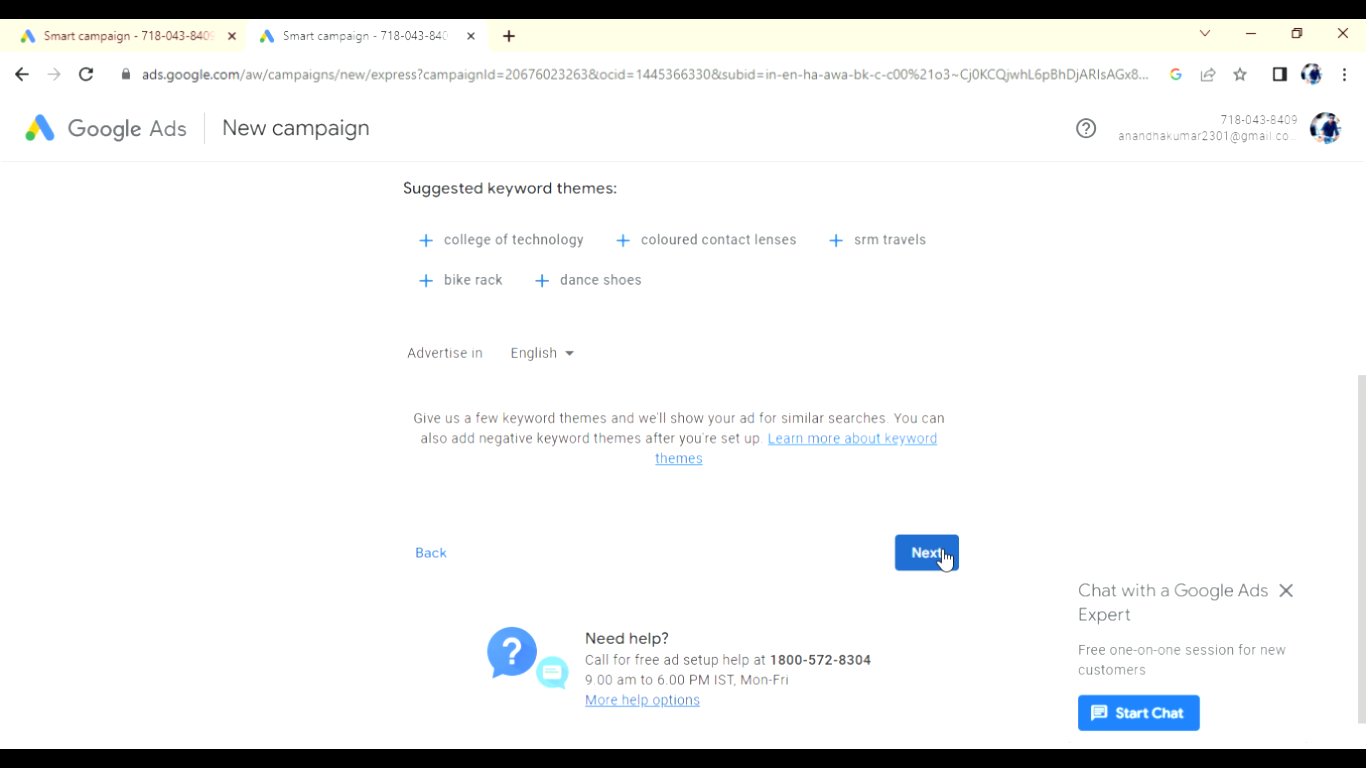 Smart campaign - 718-043-8409
Smart campaign - 718-043-840
ads.google.com/aw/campaigns/new/express?campaignId=20676023263&ocid=1445366330&subid=in-en-ha-awa-bk-c-c00%21o3~Cj0KCQjwhL6pBhDjARIsAGx8...
Google Ads
New campaign
718-043-8409
anandhakumar2301@gmail.co...
Suggested keyword themes:
+ college of technology
+ coloured contact lenses
+ srm travels
+ bike rack
+ dance shoes
Advertise in English
Give us a few keyword themes and we'll show your ad for similar searches. You can
also add negative keyword themes after you're set up. Learn more about keyword
themes
Back
Next
Need help?
Call for free ad setup help at 1800-572-8304
9.00 am to 6.00 PM IST, Mon-Fri
More help options
Chat with a Google Ads
Expert
Free one-on-one session for new
customers
Start Chat